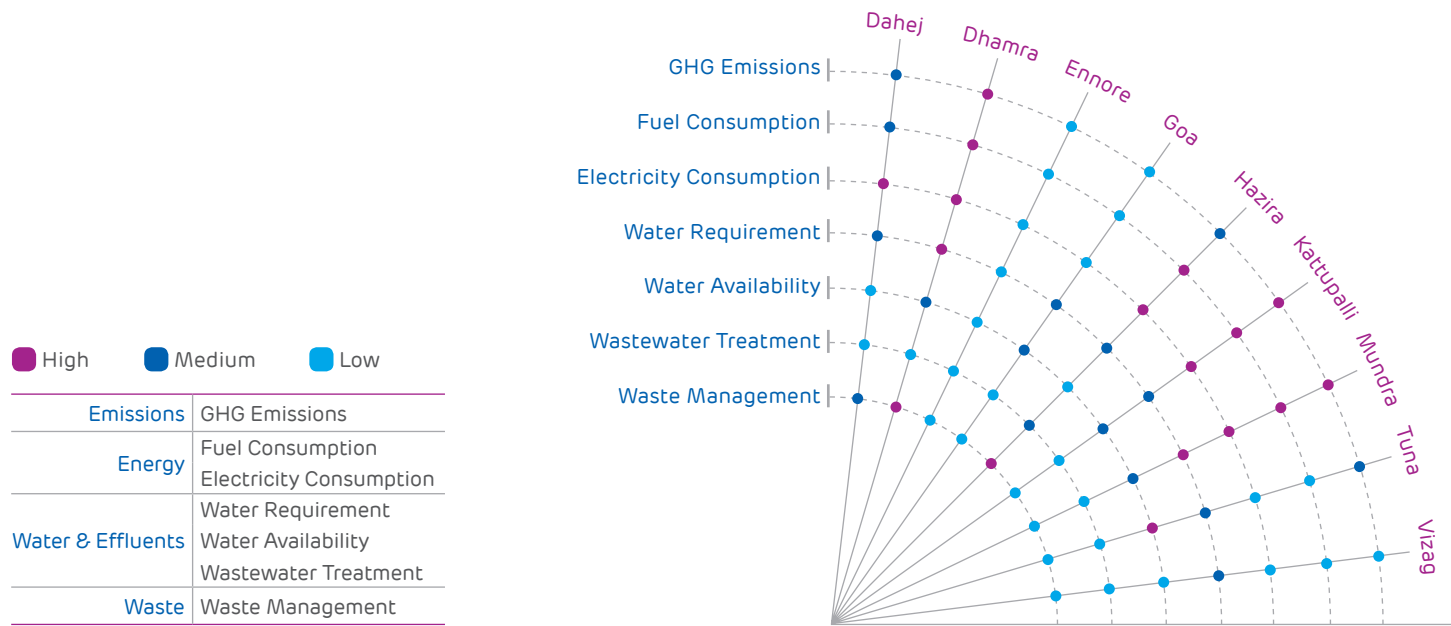 High
Medium
Low
Emissions GHG Emissions
Energy Fuel Consumption
Electricity Consumption
Water & Effluents Water Requirement
Water Availability
Wastewater Treatment
Waste Waste Management
GHG Emissions
Fuel Consumption
Electricity Consumption
Water Requirement
Water Availability
Wastewater Treatment
Waste Management
Dahej
Dhamra
Ennore
Goa
Hazira
Kattupalli
Mundra
Tuna
Vizag